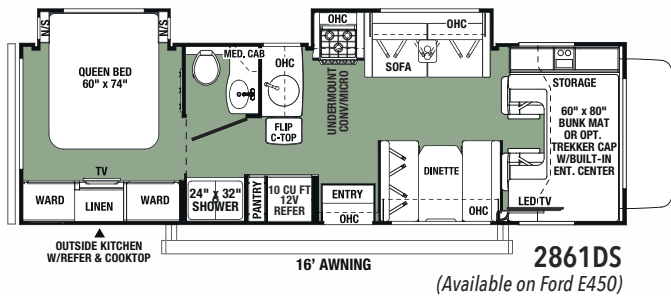 N/S
N/S
QUEEN BED
60" x 74"
MED. CAB
OHC
OHC
UNDERMOUNT
CONV/MICRO
OHC
SOFA
STORAGE
60" x 80"
BUNK MAT
OR OPT.
TREKKER CAP
W/BUILT-IN
ENT. CENTER
FLIP
C-TOP
TV
WARD
LINEN
WARD
24" x 32"
SHOWER
PANTRY
10 CU FT
12V
REFER
ENTRY
OHC
DINETTE
OHC
LED TV
OUTSIDE KITCHEN
W/REFER & COOKTOP
16' AWNING
2861DS
(Available on Ford E450)